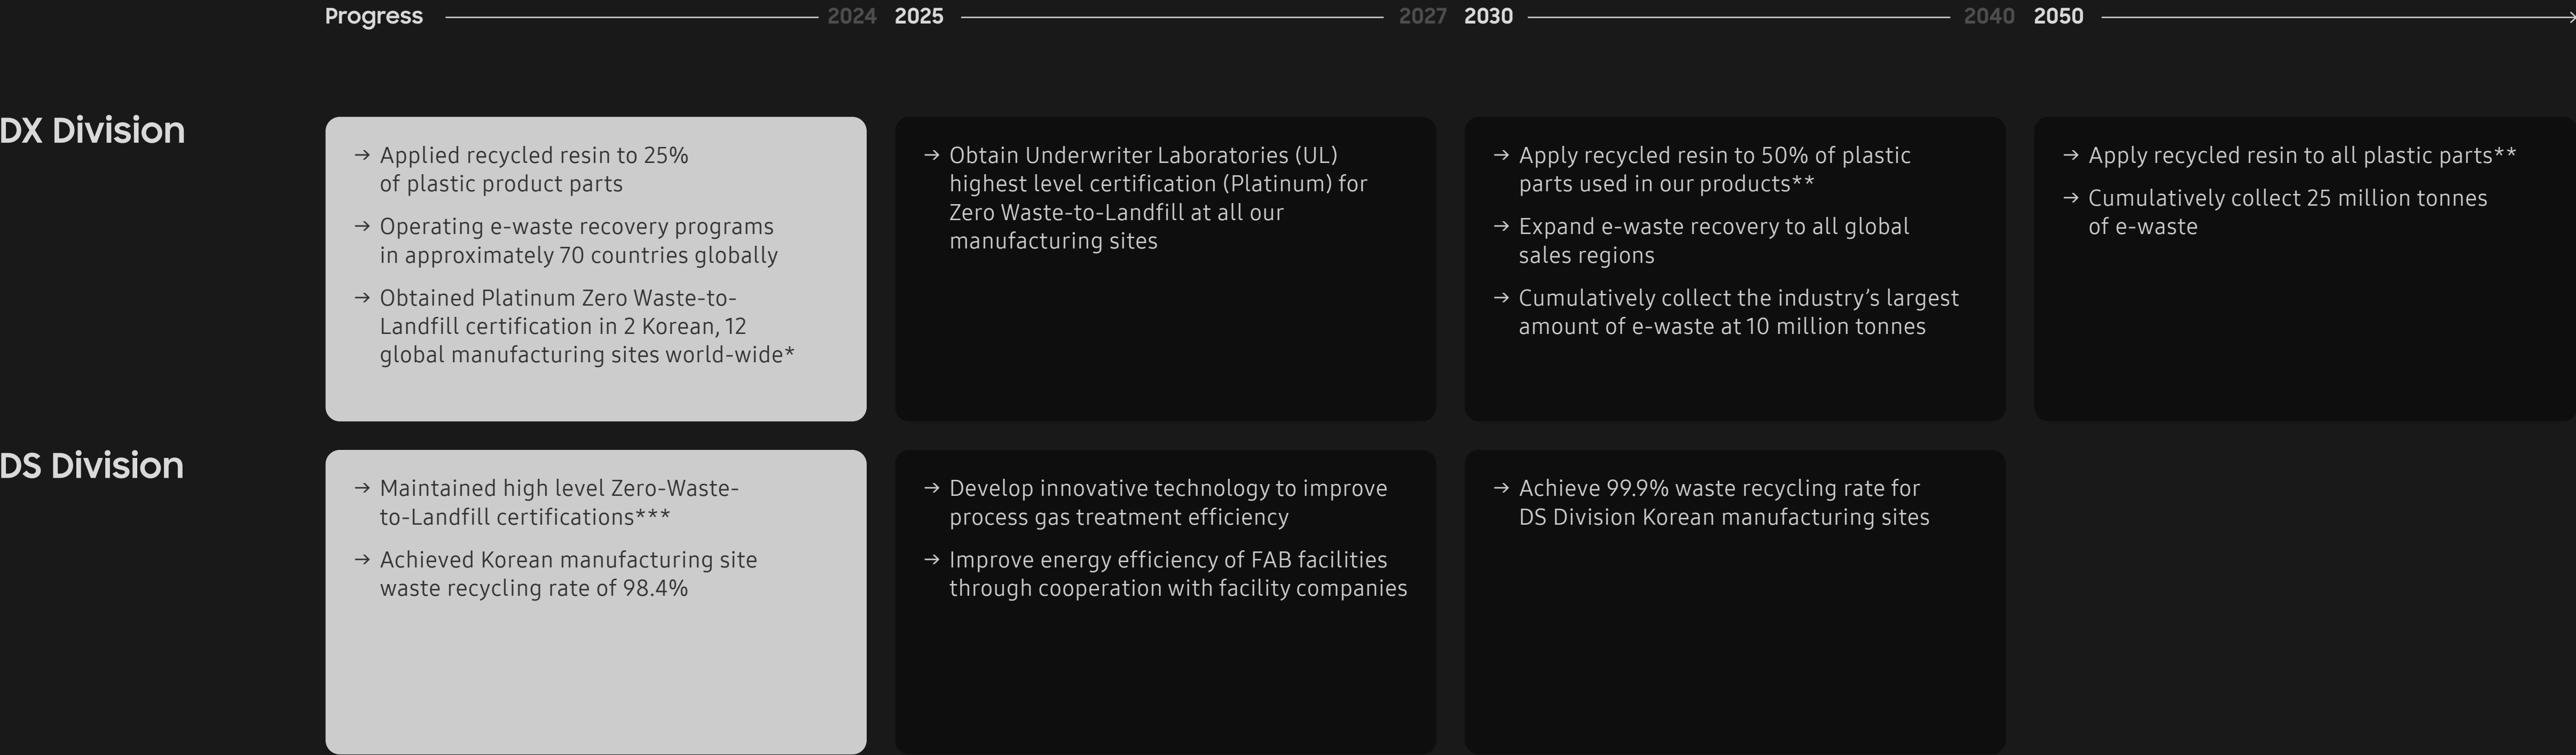 Progress 2024 2025 2027 2030 2040 2050
DX Division
→ Applied recycled resin to 25%
of plastic product parts
→ Operating e-waste recovery programs
in approximately 70 countries globally
→ Obtained Platinum Zero Waste-to-
Landfill certification in 2 Korean, 12
global manufacturing sites world-wide*
→ Obtain Underwriter Laboratories (UL)
highest level certification (Platinum) for
Zero Waste-to-Landfill at all our
manufacturing sites
→ Apply recycled resin to 50% of plastic
parts used in our products**
→ Expand e-waste recovery to all global
sales regions
→ Cumulatively collect the industry’s largest
amount of e-waste at 10 million tonnes
→ Apply recycled resin to all plastic parts**
→ Cumulatively collect 25 million tonnes
of e-waste
DS Division
→ Maintained high level Zero-Waste-
to-Landfill certifications***
→ Achieved Korean manufacturing site
waste recycling rate of 98.4%
→ Develop innovative technology to improve
process gas treatment efficiency
→ Improve energy efficiency of FAB facilities
through cooperation with facility companies
→ Achieve 99.9% waste recycling rate for
DS Division Korean manufacturing sites